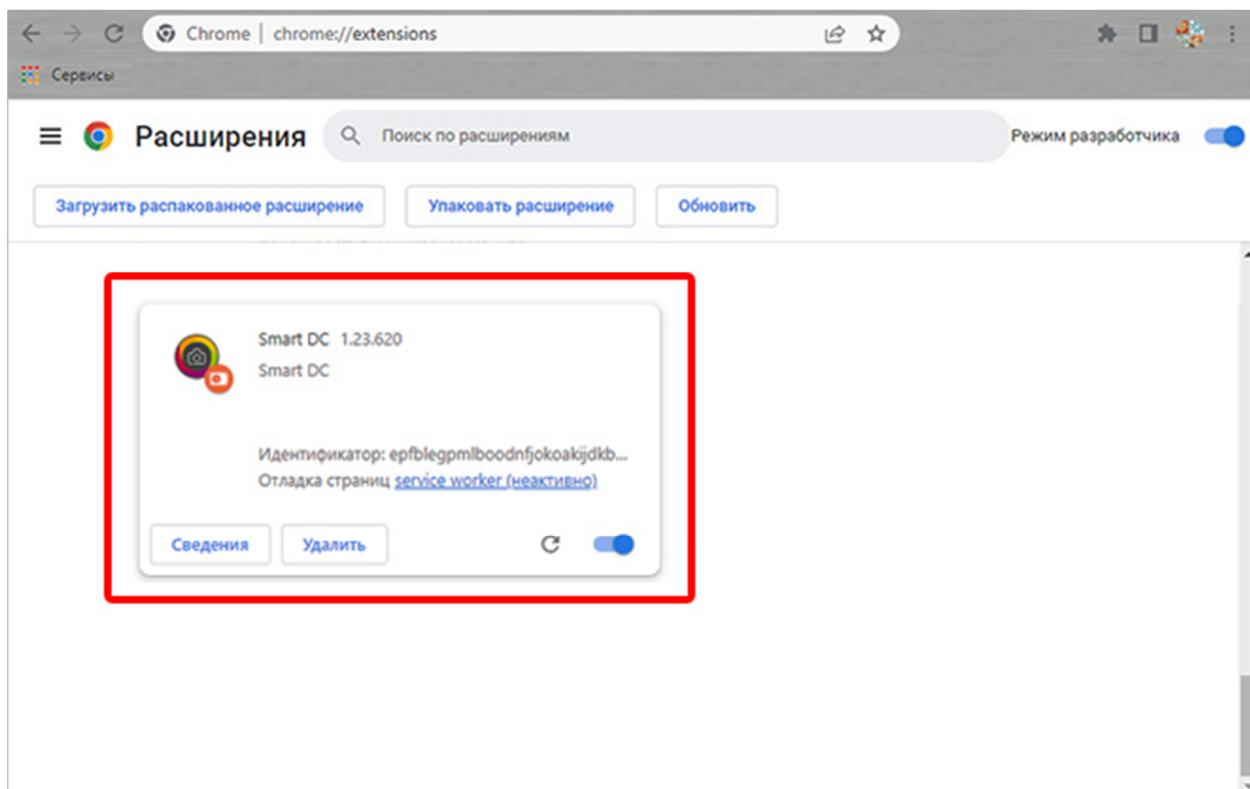 Chrome | chrome://extensions
Сервисы
Расширения
Поиск по расширениям
Режим разработчика
Загрузить распакованное расширение
Упаковать расширение
Обновить
Smart DC 1.23.620
Smart DC
Идентификатор: epfblegpmlboodnfjokoakijdkb...
Отладка страниц service worker (неактивно)
Сведения
Удалить